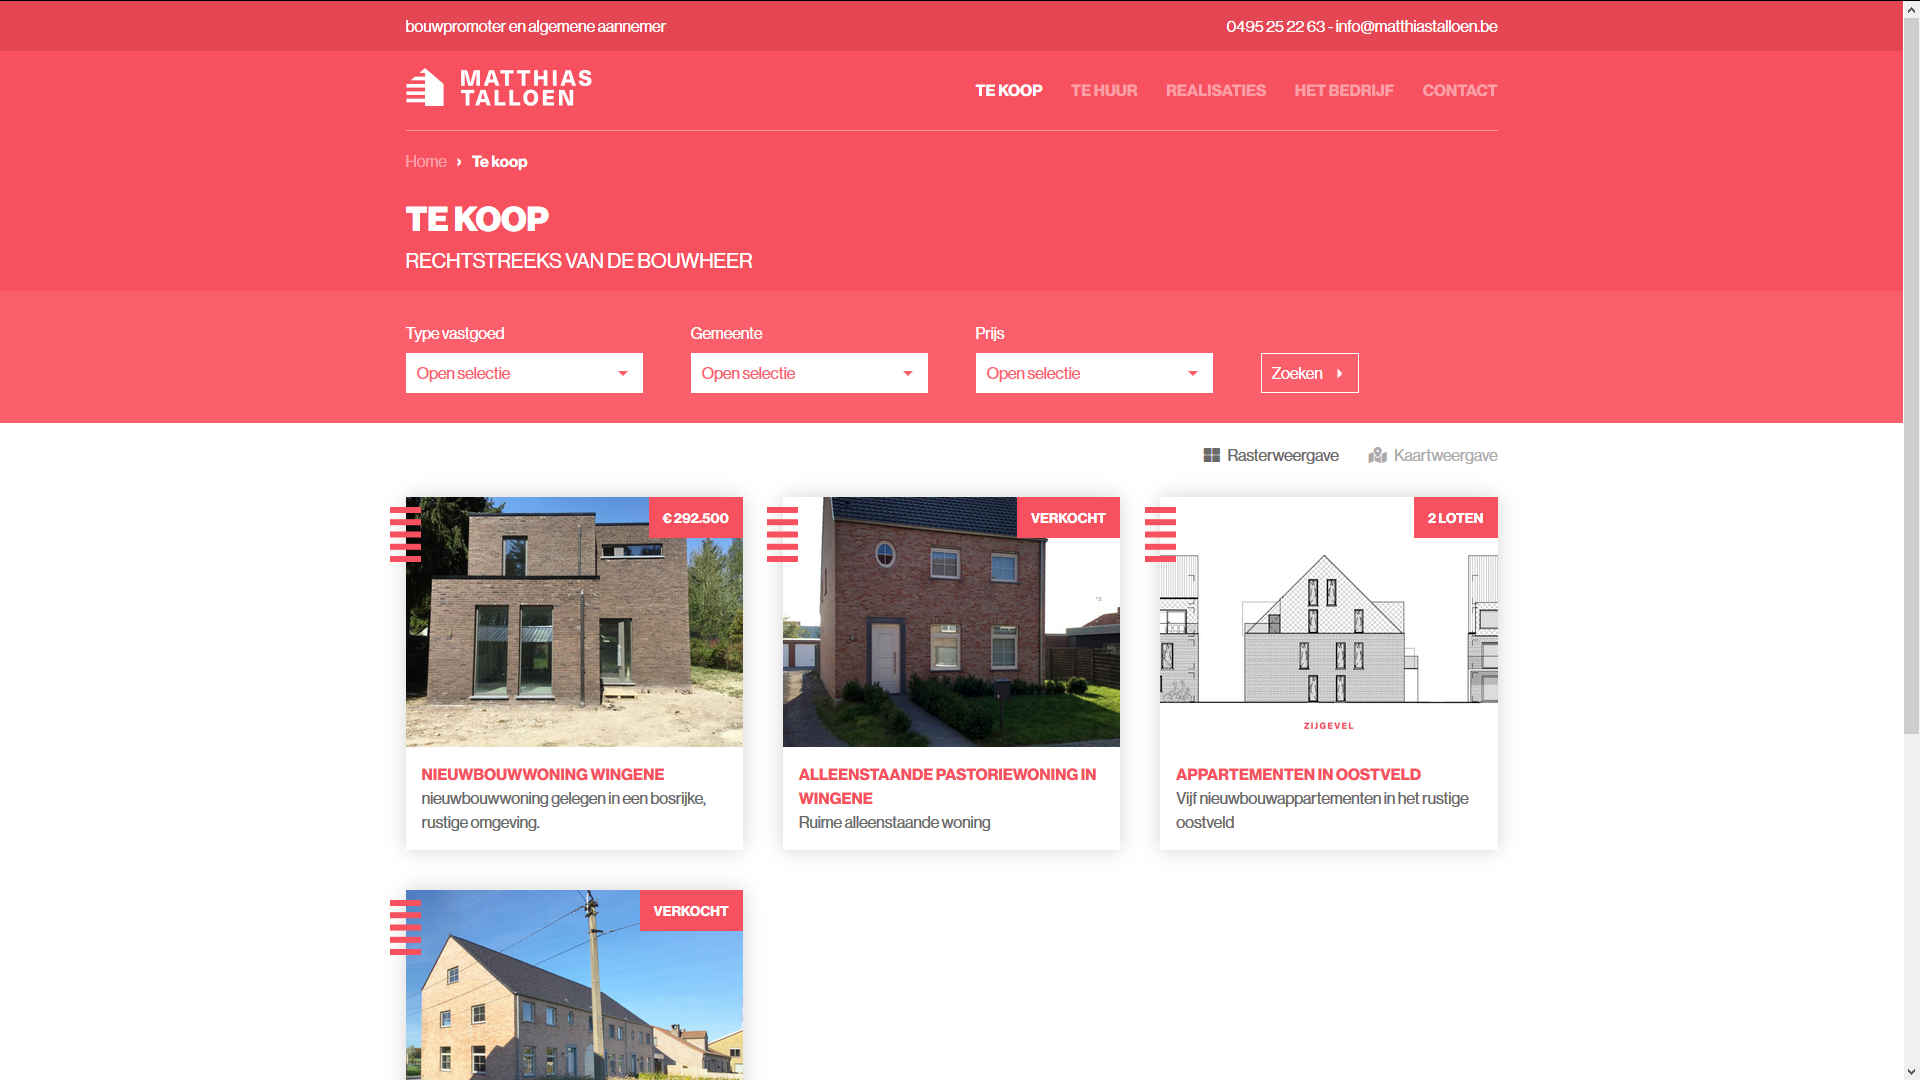 bouwpromoter en algemene aannemer
0495 25 22 63 - info@matthiastalloen.be
MATTHIAS
TALLOEN
TE KOOP
TE HUUR
REALISATIES
HET BEDRIJF
CONTACT
Home › Te koop
TE KOOP
RECHTSTREEKS VAN DE BOUWHEER
Type vastgoed
Gemeente
Prijs
Open selectie
Open selectie
Open selectie
Zoeken
Rasterweergave
Kaartweergave
€ 292.500
NIEUWBOUWWONING WINGENE
nieuwbouwwoning gelegen in een bosrijke,
rustige omgeving.
VERKOCHT
ALLEENSTAANDE PASTORIEWONING IN
WINGENE
Ruime alleenstaande woning
2 LOTEN
ZIJGEVEL
APPARTEMENTEN IN OOSTVELD
Vijf nieuwbouwappartementen in het rustige
oostveld
VERKOCHT